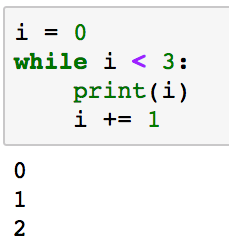 i = 0
while i < 3:
    print(i)
    i += 1
0
1
2